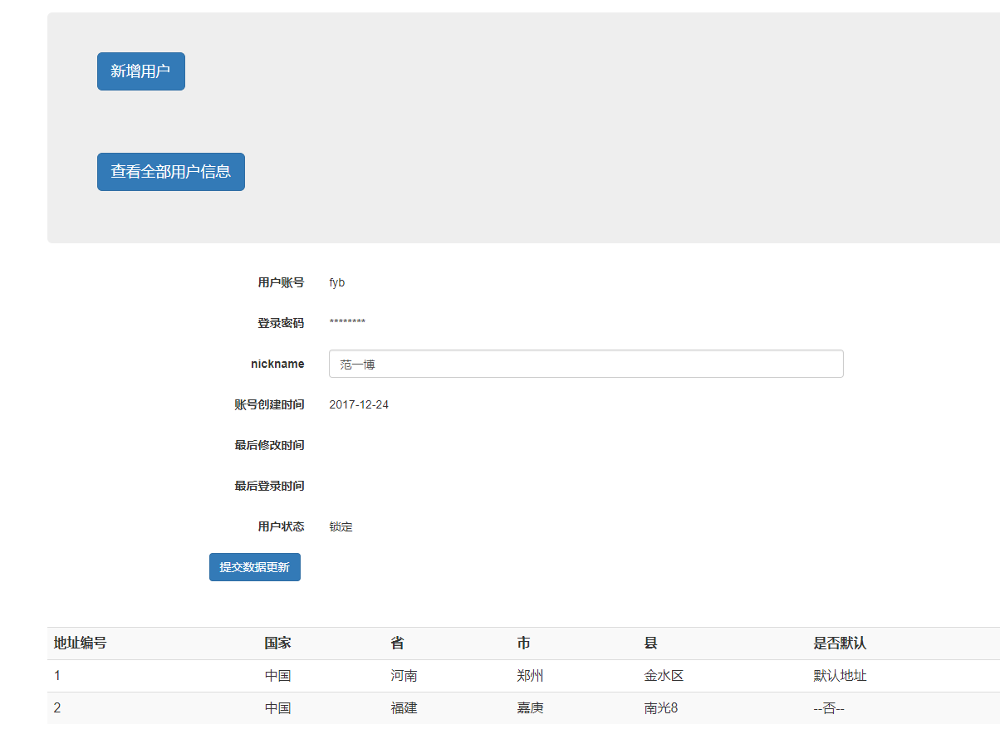 新增用户
查看全部用户信息
用户账号 fyb
登录密码 ********
nickname 范一博
账号创建时间 2017-12-24
最后修改时间
最后登录时间
用户状态 锁定
提交数据更新
地址编号 国家 省 市 县 是否默认
1 中国 河南 郑州 金水区 默认地址
2 中国 福建 嘉庚 南光8 --否--